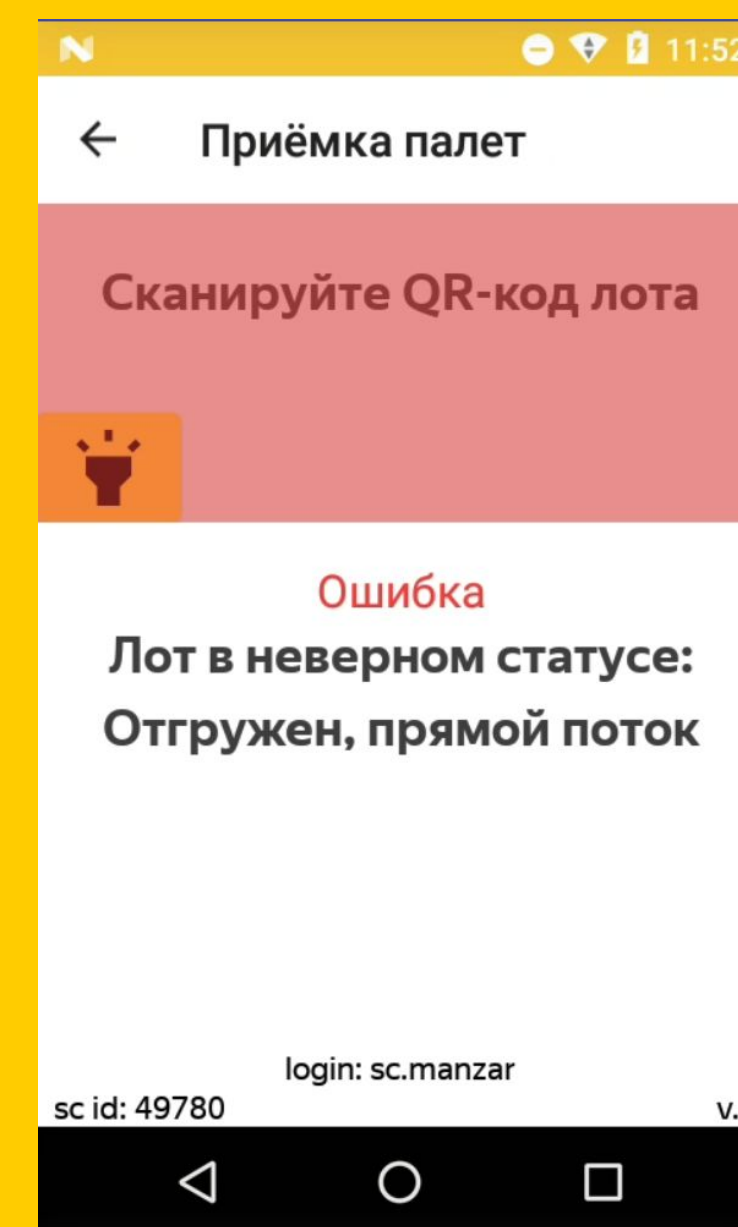 11:52
Приёмка палет
Сканируйте QR-код лота
Ошибка
Лот в неверном статусе:
Отгружен, прямой поток
login: sc.manzar
sc id: 49780
v.